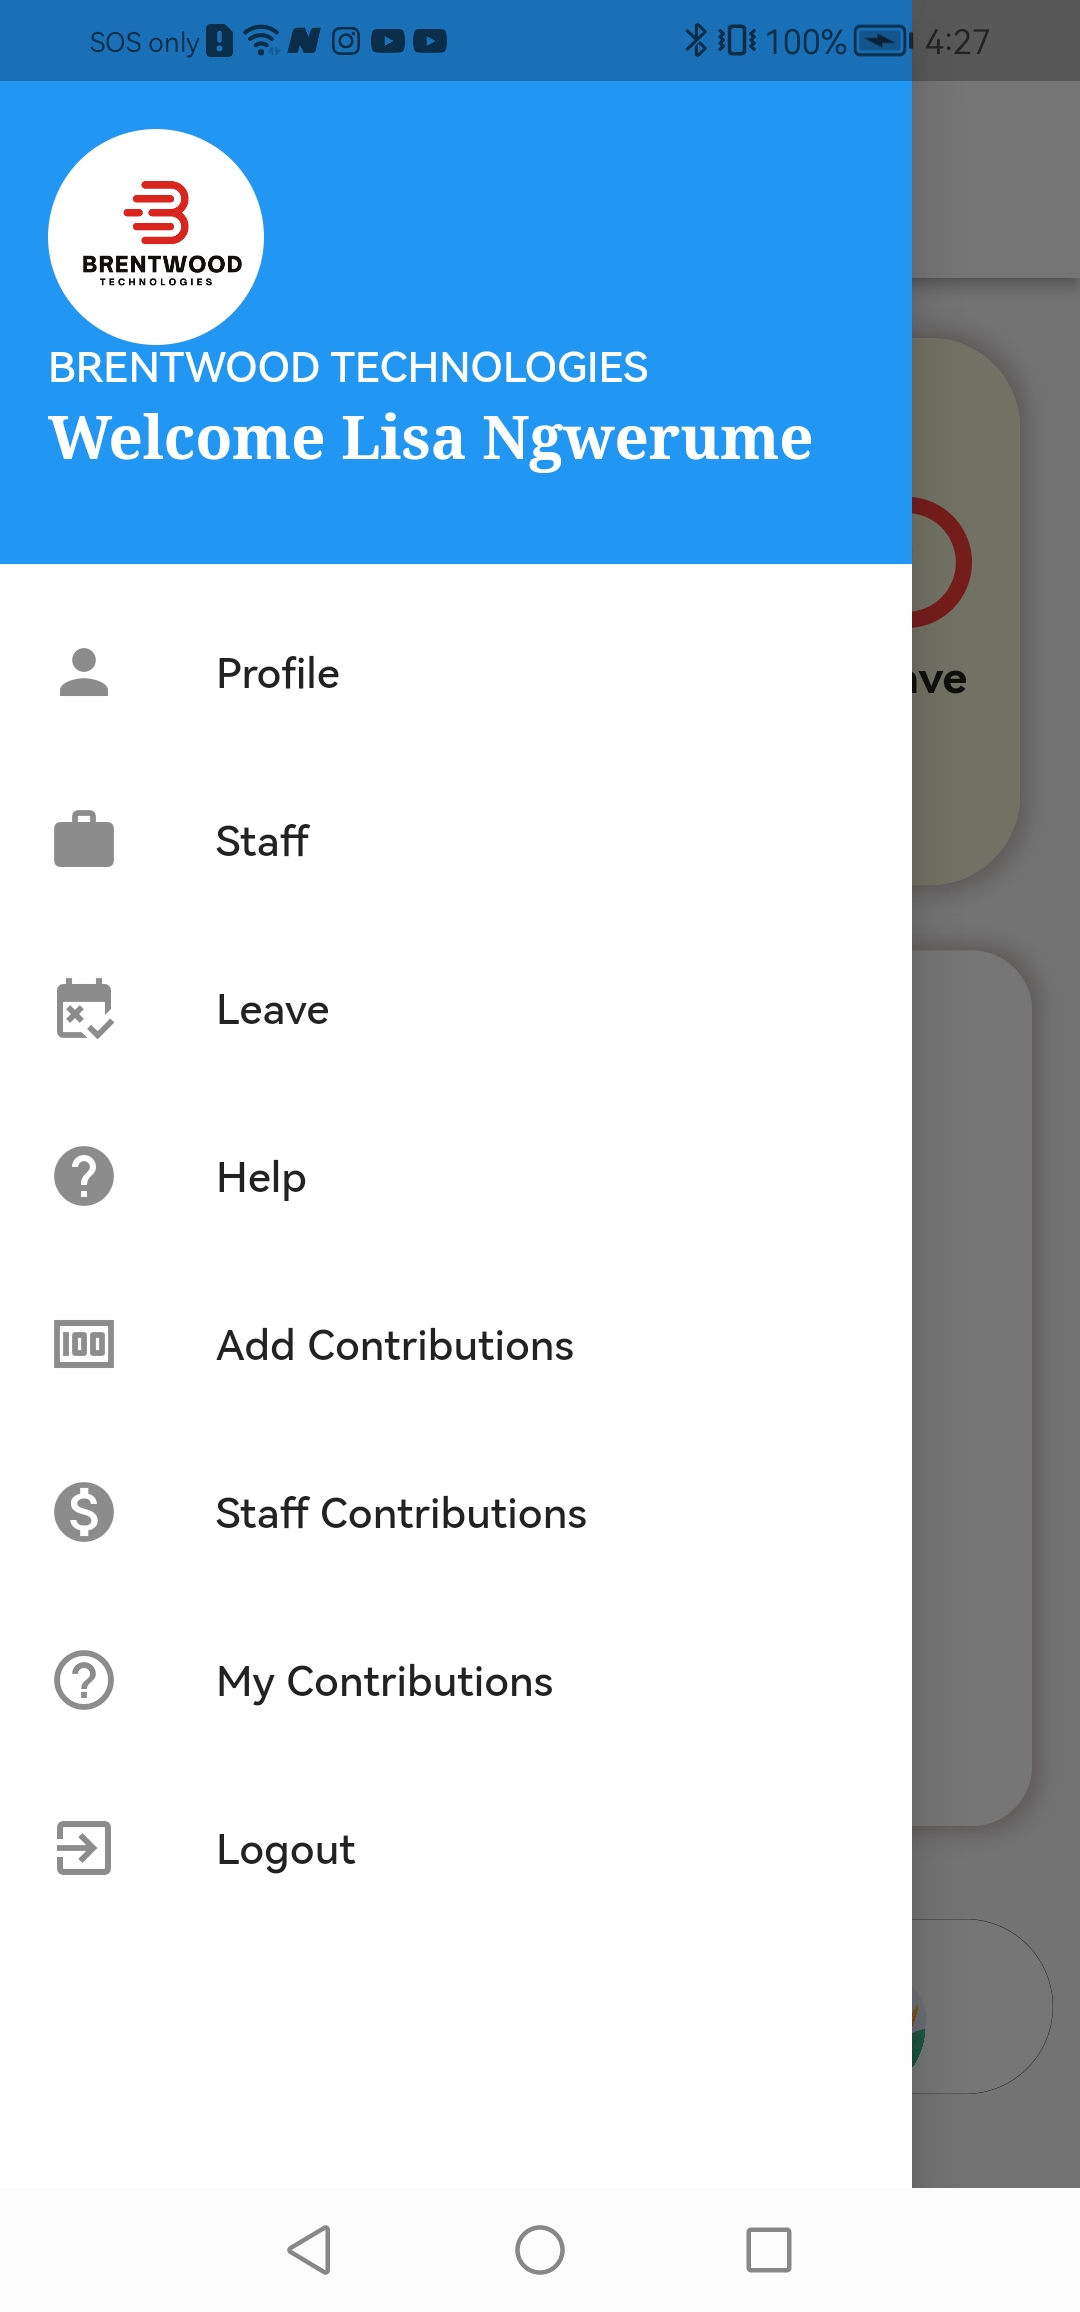 SOS only
100%
4:27
BRENTWOOD
TECHNOLOGIES
BRENTWOOD TECHNOLOGIES
Welcome Lisa Ngwerume
Profile
Staff
Leave
Help
100
Add Contributions
Staff Contributions
My Contributions
Logout